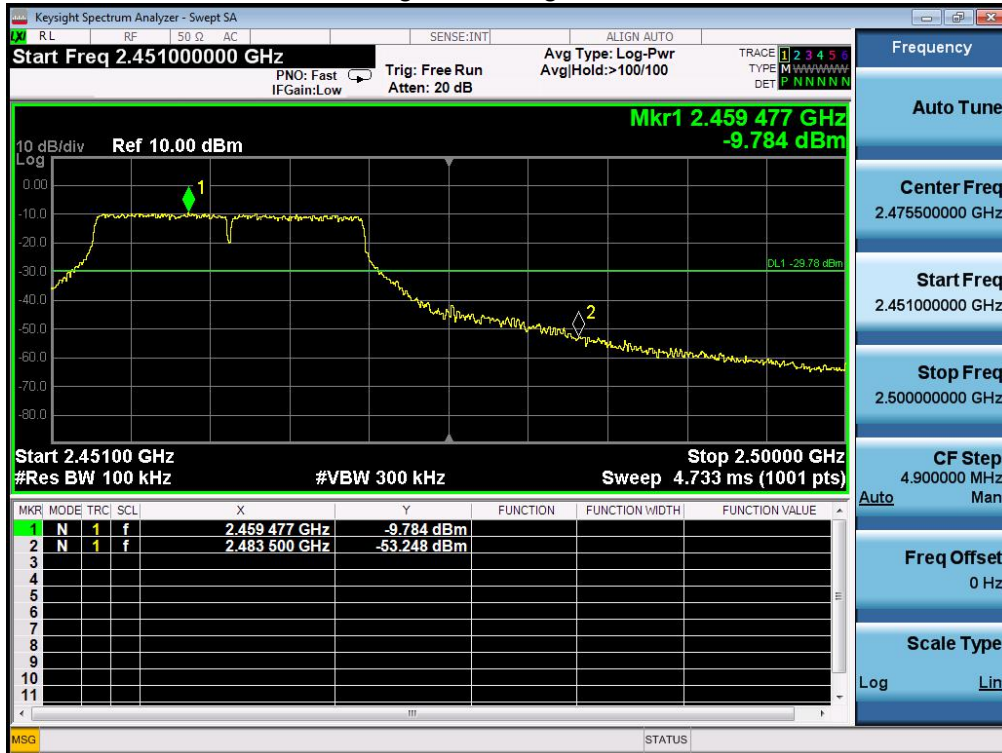 Keysight Spectrum Analyzer - Swept SA
LXI RL RF 50 Ω AC SENSE:INT ALIGN AUTO
Start Freq 2.451000000 GHz
PNO: Fast
IFGain:Low
Trig: Free Run
Atten: 20 dB
Avg Type: Log-Pwr
Avg|Hold:>100/100
TRACE 1 2 3 4 5 6
TYPE M WWWWW
DET P N N N N N
Mkr1 2.459 477 GHz
-9.784 dBm
10 dB/div Ref 10.00 dBm
Log
0.00
-10.0
-20.0
-30.0
-40.0
-50.0
-60.0
-70.0
-80.0
1
2
DL1 -29.78 dBm
Start 2.45100 GHz Stop 2.50000 GHz
#Res BW 100 kHz #VBW 300 kHz Sweep 4.733 ms (1001 pts)
MKR MODE TRC SCL X Y FUNCTION FUNCTION WIDTH FUNCTION VALUE
1 N 1 f 2.459 477 GHz -9.784 dBm
2 N 1 f 2.483 500 GHz -53.248 dBm
3
4
5
6
7
8
9
10
11
MSG STATUS
Frequency
Auto Tune
Center Freq
2.475500000 GHz
Start Freq
2.451000000 GHz
Stop Freq
2.500000000 GHz
CF Step
4.900000 MHz
Auto Man
Freq Offset
0 Hz
Scale Type
Log Lin